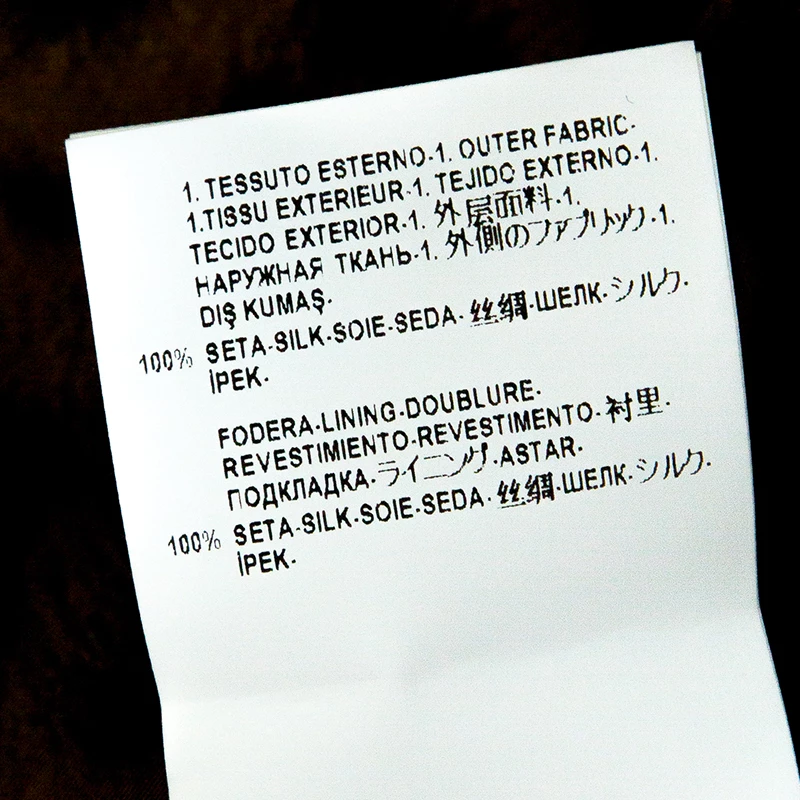 1. TESSUTO ESTERNO·1. OUTER FABRIC·
1.TISSU EXTERIEUR·1. TEJIDO EXTERNO·1.
TECIDO EXTERIOR·1. 外层面料·1.
НАРУЖНАЯ ТКАНЬ·1. 外側のファブリック·1.
DIŞ KUMAŞ·
100% SETA·SILK·SOIE·SEDA·丝绸·ШЕЛК·シルク·
İPEK·
FODERA·LINING·DOUBLURE·
REVESTIMIENTO·REVESTIMENTO·衬里·
ПОДКЛАДКА·ライニング·ASTAR·
100% SETA·SILK·SOIE·SEDA·丝绸·ШЕЛК·シルク·
İPEK·